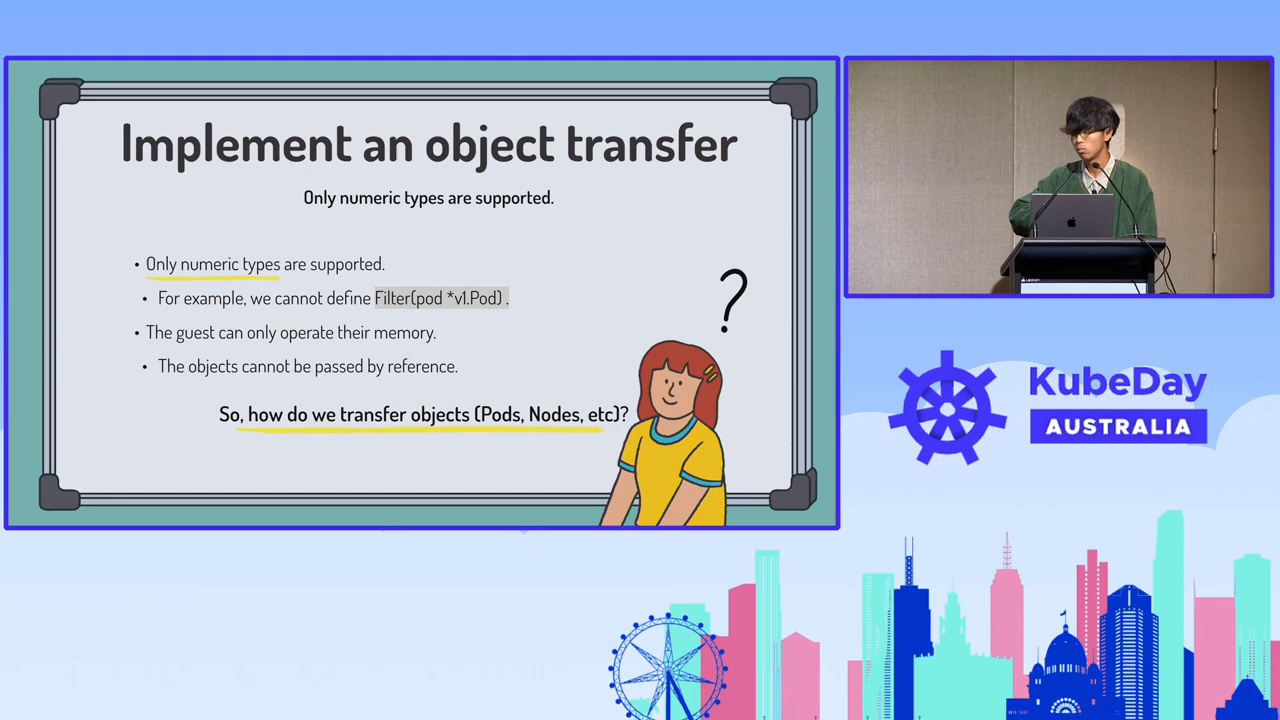 Implement an object transfer
Only numeric types are supported.
• Only numeric types are supported.
• For example, we cannot define Filter(pod *v1.Pod) .
• The guest can only operate their memory.
• The objects cannot be passed by reference.
So, how do we transfer objects (Pods, Nodes, etc)?
?
KubeDay
AUSTRALIA